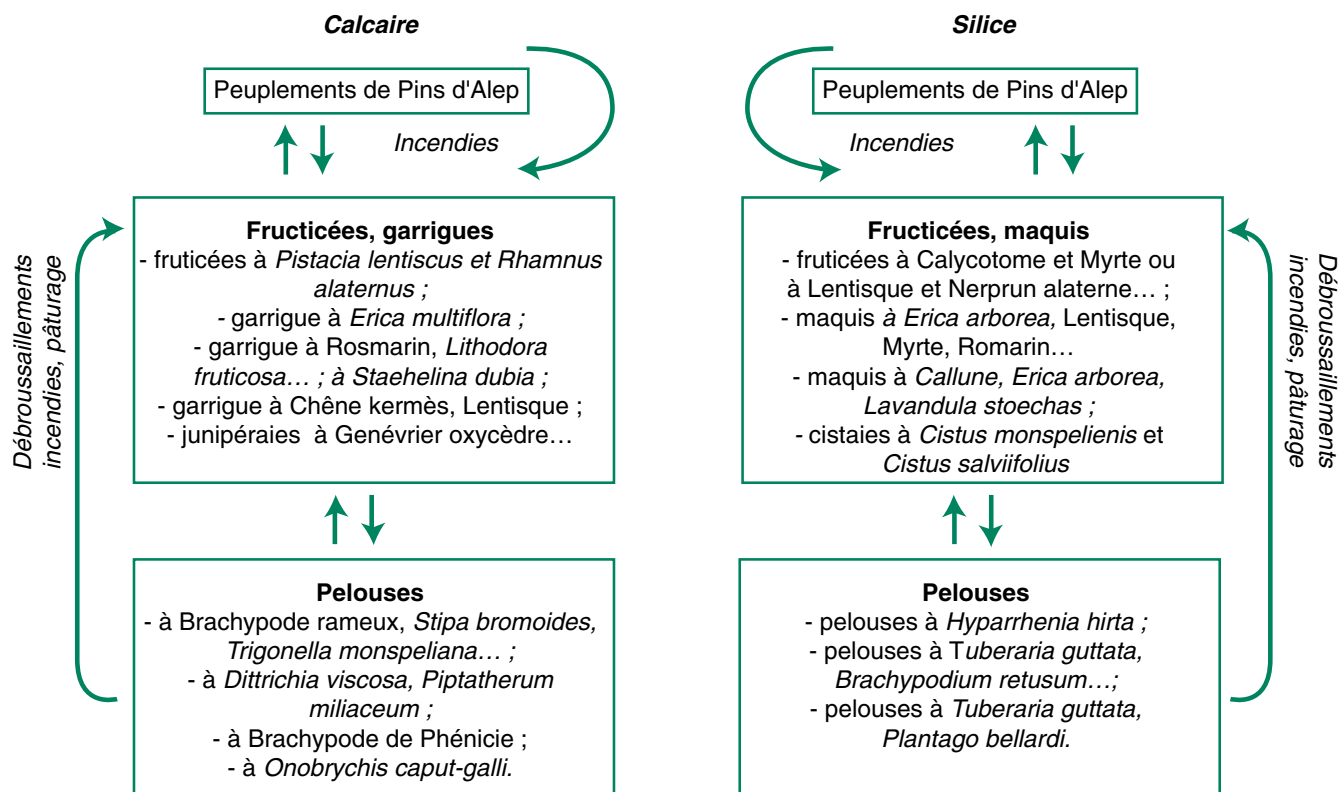 Calcaire
Peuplements de Pins d'Alep
Incendies
Fructicées, garrigues
- fruticées à Pistacia lentiscus et Rhamnus
alaternus ;
- garrigue à Erica multiflora ;
- garrigue à Rosmarin, Lithodora
fruticosa… ; à Staehelina dubia ;
- garrigue à Chêne kermès, Lentisque ;
- junipéraies à Genévrier oxycèdre…
Débroussaillements
incendies, pâturage
Pelouses
- à Brachypode rameux, Stipa bromoides,
Trigonella monspeliana… ;
- à Dittrichia viscosa, Piptatherum
miliaceum ;
- à Brachypode de Phénicie ;
- à Onobrychis caput-galli.
Silice
Peuplements de Pins d'Alep
Incendies
Fructicées, maquis
- fruticées à Calycotome et Myrte ou
à Lentisque et Nerprun alaterne… ;
- maquis à Erica arborea, Lentisque,
Myrte, Romarin…
- maquis à Callune, Erica arborea,
Lavandula stoechas ;
- cistaies à Cistus monspelienis et
Cistus salviifolius
Débroussaillements
incendies, pâturage
Pelouses
- pelouses à Hyparrhenia hirta ;
- pelouses à Tuberaria guttata,
Brachypodium retusum…;
- pelouses à Tuberaria guttata,
Plantago bellardi.